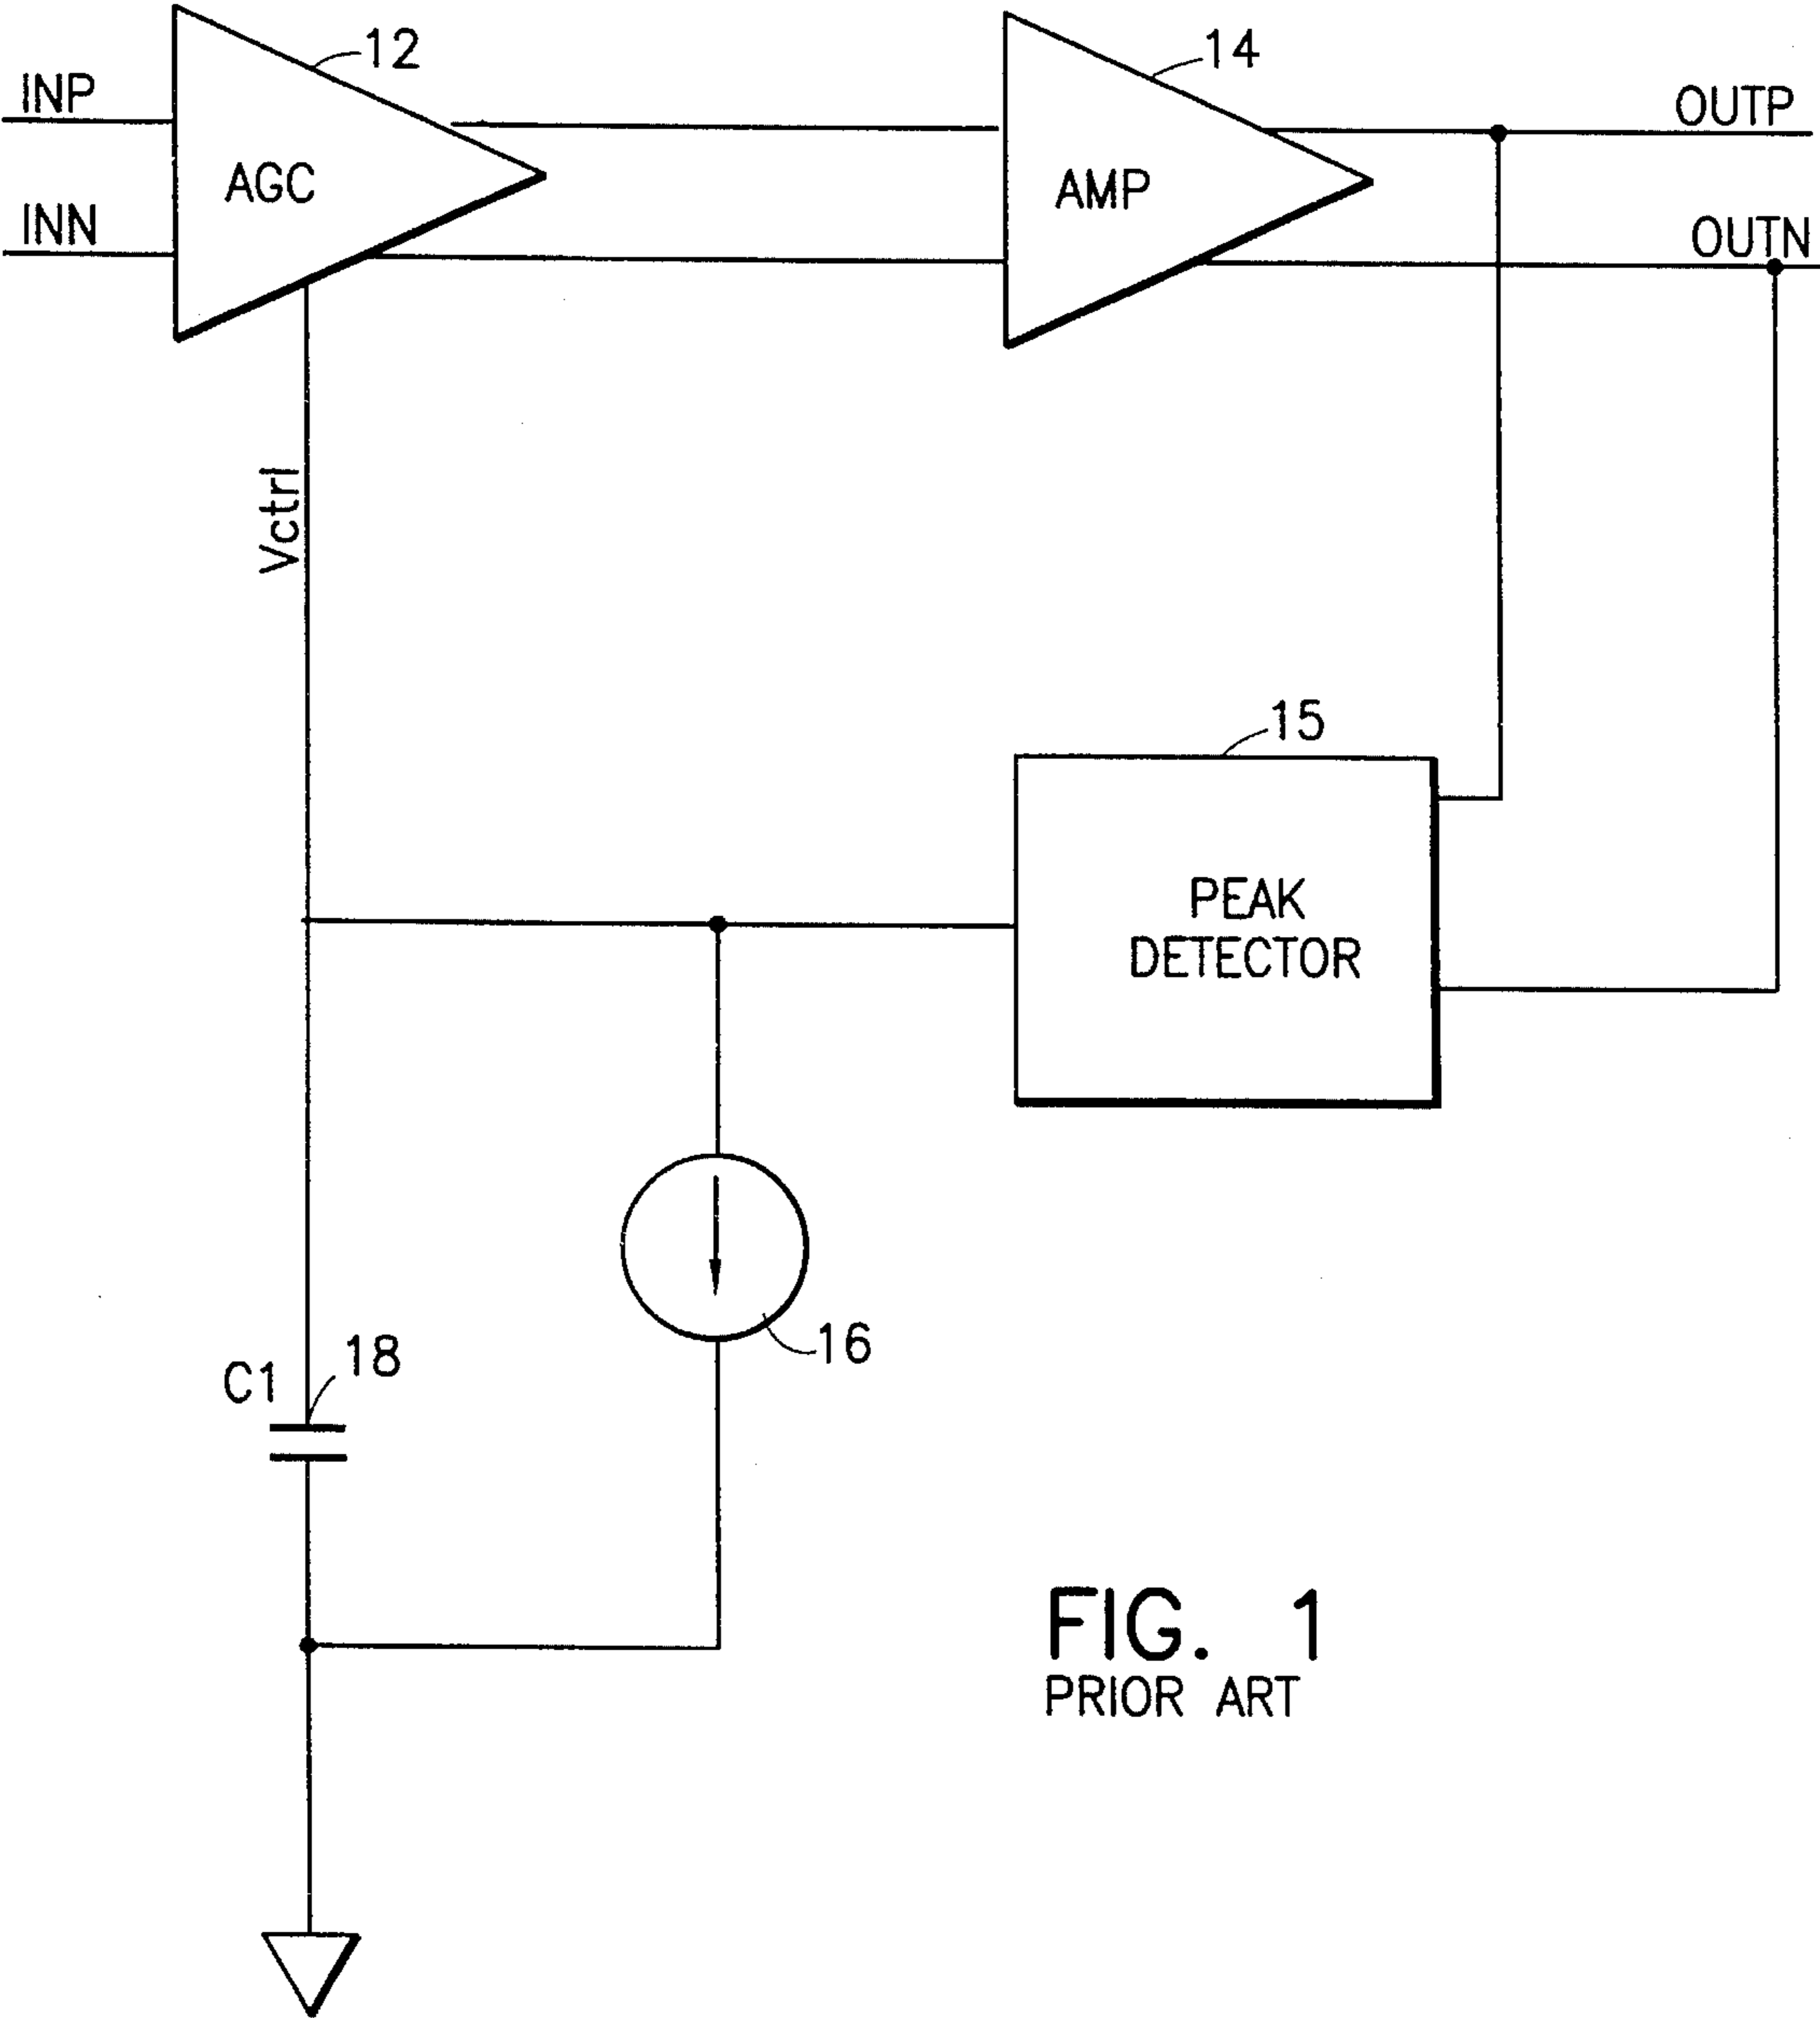 12
14
INP
OUTP
AGC
AMP
INN
OUTN
Vctrl
15
PEAK
DETECTOR
16
18
C1
FIG. 1
PRIOR ART